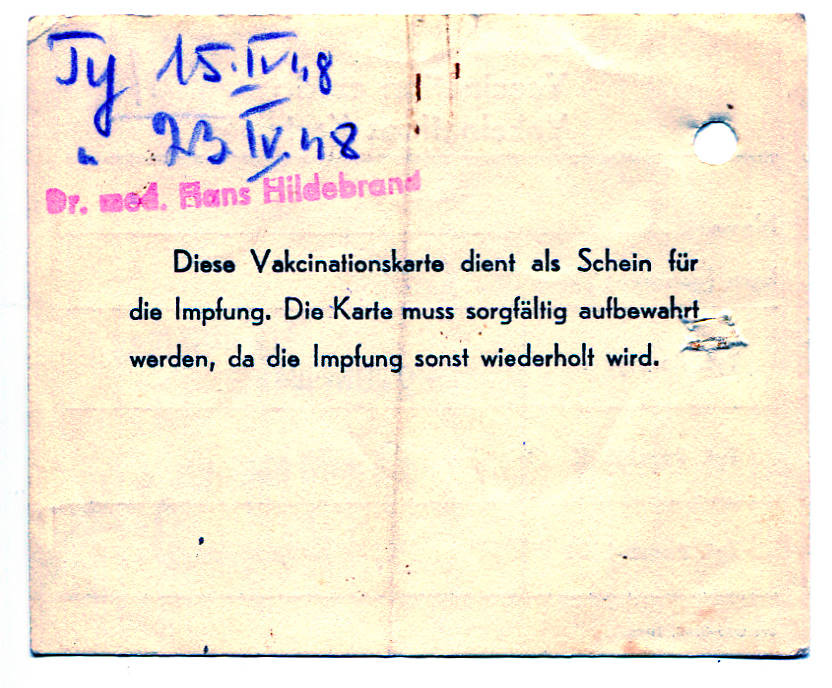 Ty 15.IV.48
" 23 IV.48
Dr. med. Hans Hildebrand
Diese Vakcinationskarte dient als Schein für
die Impfung. Die Karte muss sorgfältig aufbewahrt
werden, da die Impfung sonst wiederholt wird.